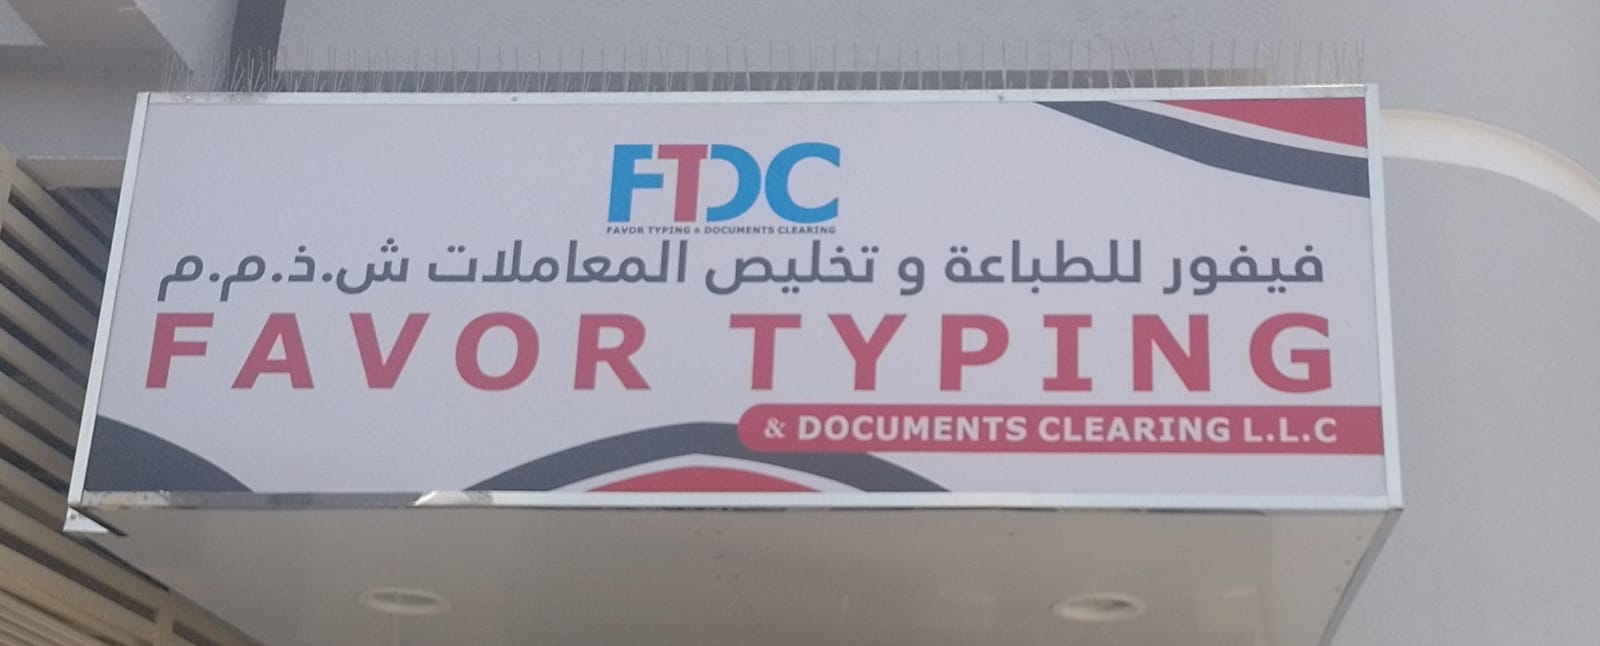 FTDC
FAVOR TYPING & DOCUMENTS CLEARING
فيفور للطباعة و تخليص المعاملات ش.ذ.م.م
FAVOR TYPING
& DOCUMENTS CLEARING L.L.C